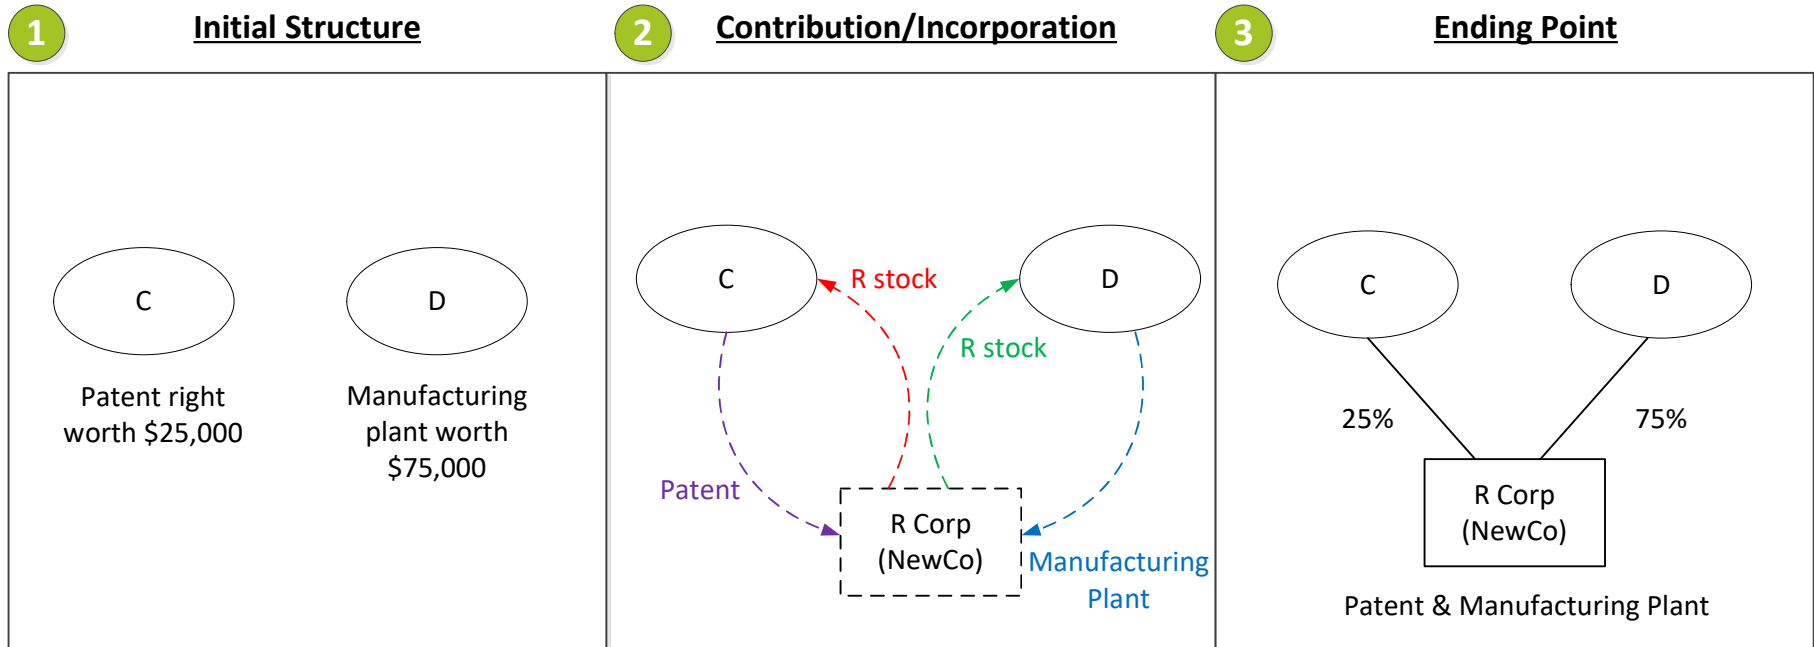 1
Initial Structure
2
Contribution/Incorporation
3
Ending Point
C
D
Patent right
worth $25,000
Manufacturing
plant worth
$75,000
C
R stock
D
R stock
Patent
R Corp
(NewCo)
Manufacturing
Plant
C
D
25%
75%
R Corp
(NewCo)
Patent & Manufacturing Plant